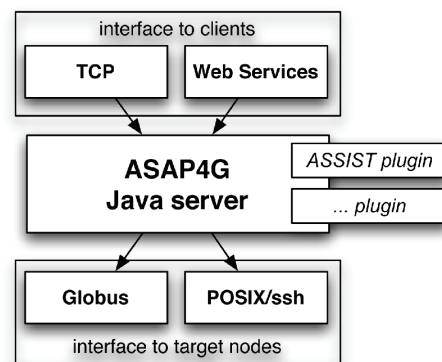 interface to clients
TCP
Web Services
ASAP4G
Java server
ASSIST plugin
... plugin
Globus
POSIX/ssh
interface to target nodes